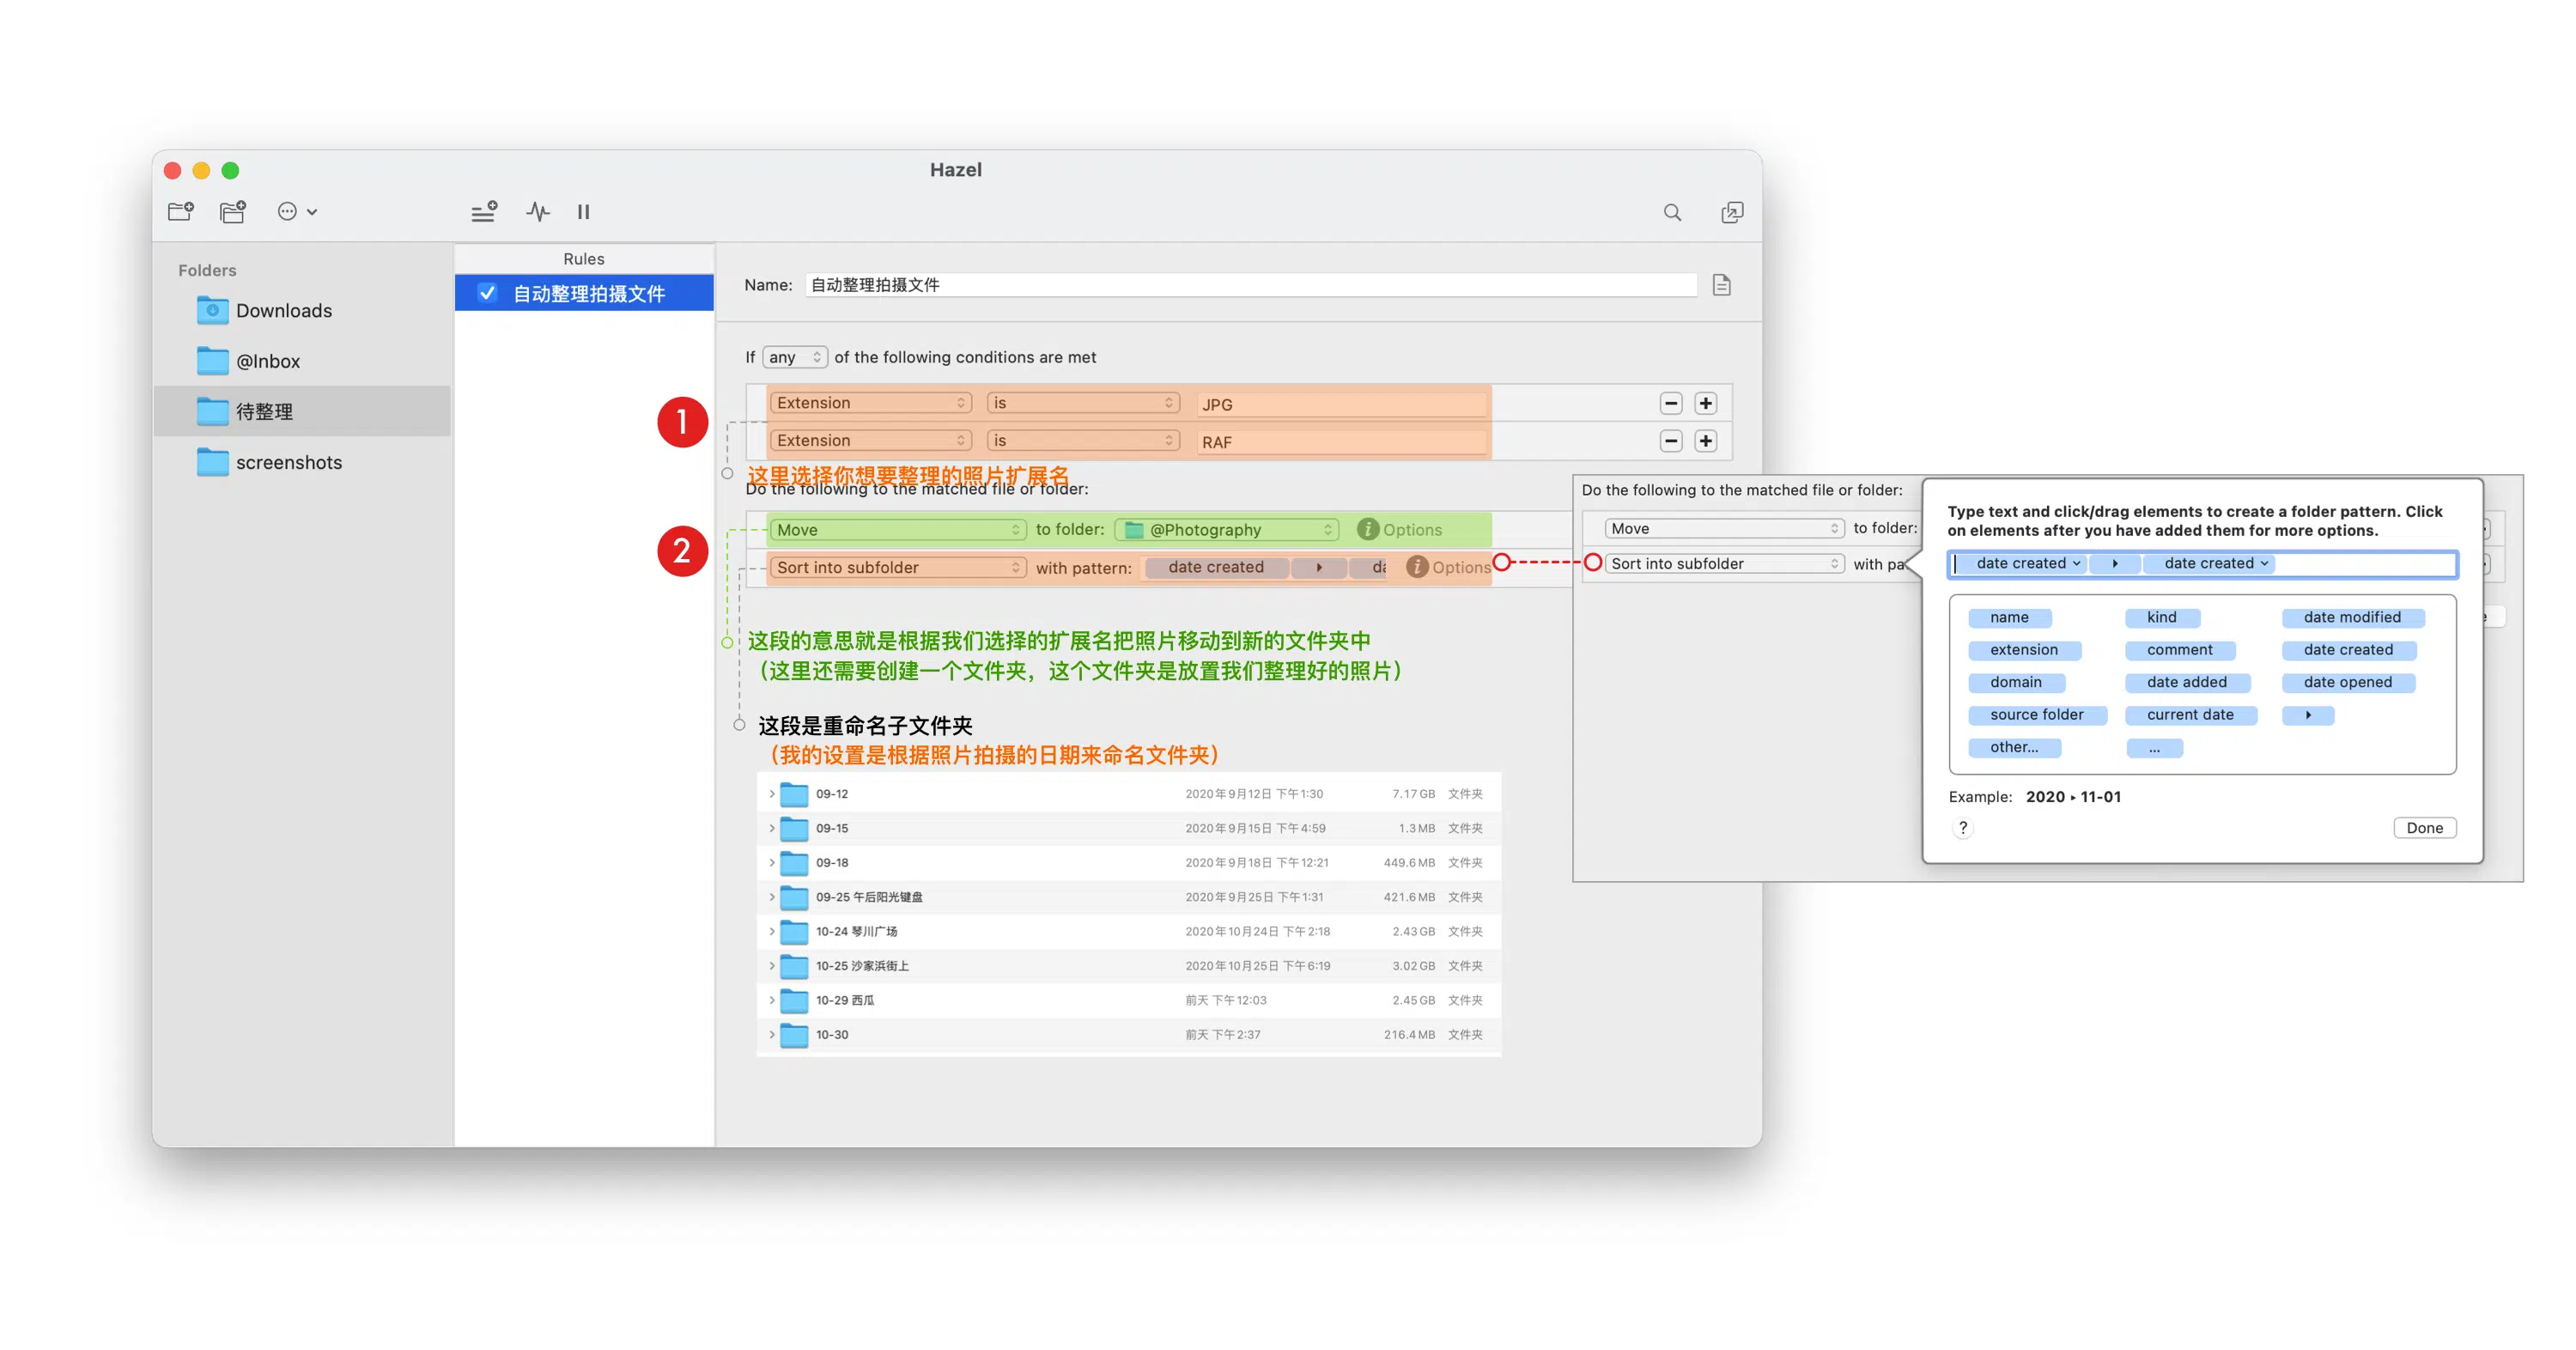 Hazel
Folders
Downloads
@Inbox
待整理
screenshots
Rules
自动整理拍摄文件
Name: 自动整理拍摄文件
If any of the following conditions are met
1
Extension is JPG
Extension is RAF
这里选择你想要整理的照片扩展名
Do the following to the matched file or folder:
2
Move to folder: @Photography Options
Sort into subfolder with pattern: date created Options
这段的意思就是根据我们选择的扩展名把照片移动到新的文件夹中
（这里还需要创建一个文件夹，这个文件夹是放置我们整理好的照片）
这段是重命名子文件夹
（我的设置是根据照片拍摄的日期来命名文件夹）
09-12 2020年9月12日 下午1:30 7.17 GB 文件夹
09-15 2020年9月15日 下午4:59 1.3 MB 文件夹
09-18 2020年9月18日 下午12:21 449.6 MB 文件夹
09-25 午后阳光键盘 2020年9月25日 下午1:31 421.6 MB 文件夹
10-24 琴川广场 2020年10月24日 下午2:18 2.43 GB 文件夹
10-25 沙家浜街上 2020年10月25日 下午6:19 3.02 GB 文件夹
10-29 西瓜 前天 下午12:03 2.45 GB 文件夹
10-30 前天 下午2:37 216.4 MB 文件夹
Do the following to the matched file or folder:
Move to folder:
Sort into subfolder with pa
Type text and click/drag elements to create a folder pattern. Click
on elements after you have added them for more options.
date created ▸ date created
name kind date modified
extension comment date created
domain date added date opened
source folder current date ▸
other... ...
Example: 2020 ▸ 11-01
? Done